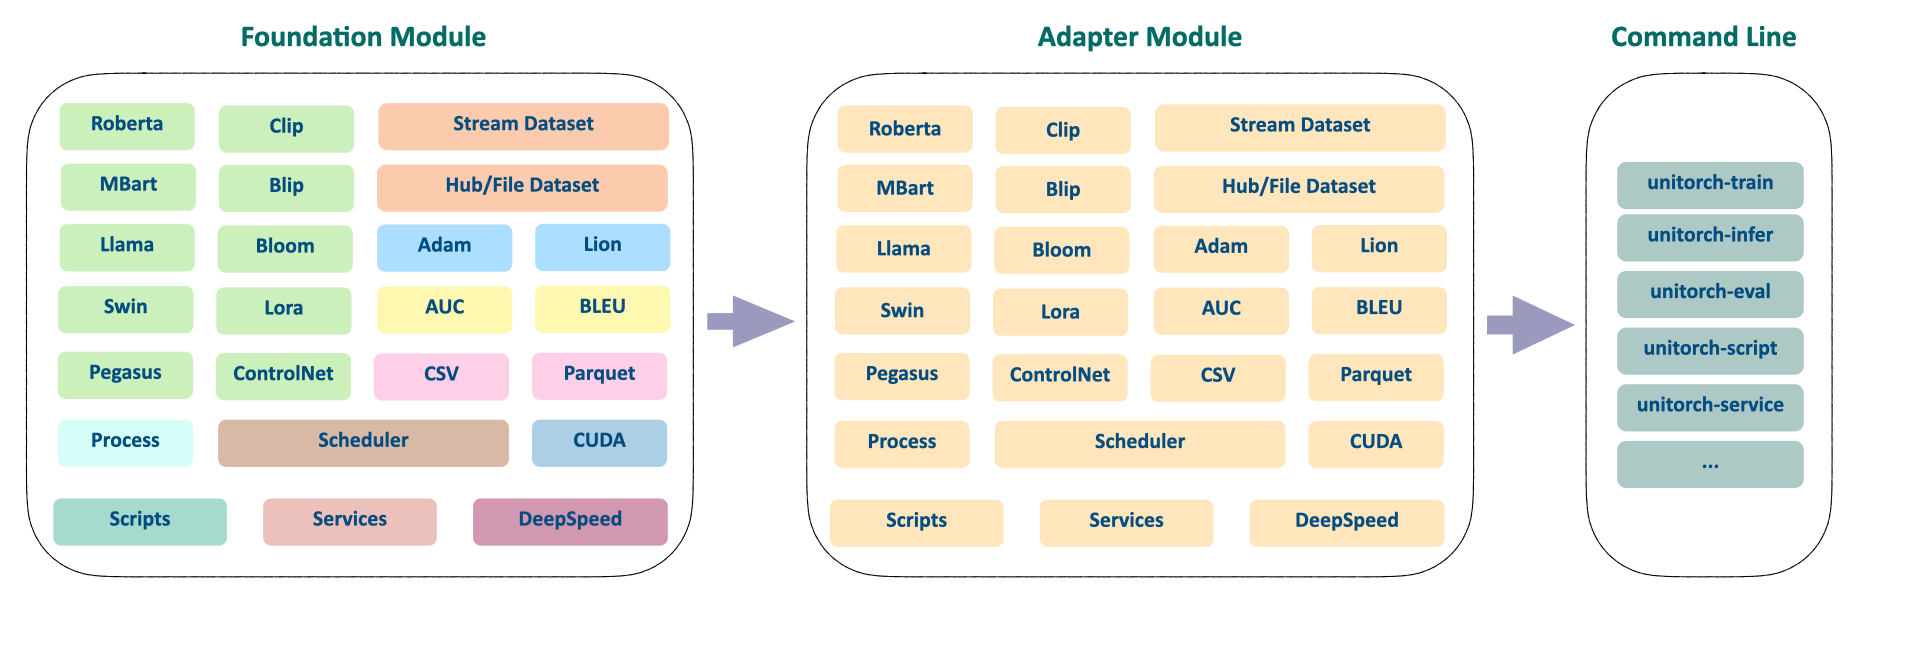 Foundation Module
Roberta
Clip
Stream Dataset
MBart
Blip
Hub/File Dataset
Llama
Bloom
Adam
Lion
Swin
Lora
AUC
BLEU
Pegasus
ControlNet
CSV
Parquet
Process
Scheduler
CUDA
Scripts
Services
DeepSpeed
Adapter Module
Roberta
Clip
Stream Dataset
MBart
Blip
Hub/File Dataset
Llama
Bloom
Adam
Lion
Swin
Lora
AUC
BLEU
Pegasus
ControlNet
CSV
Parquet
Process
Scheduler
CUDA
Scripts
Services
DeepSpeed
Command Line
unitorch-train
unitorch-infer
unitorch-eval
unitorch-script
unitorch-service
...